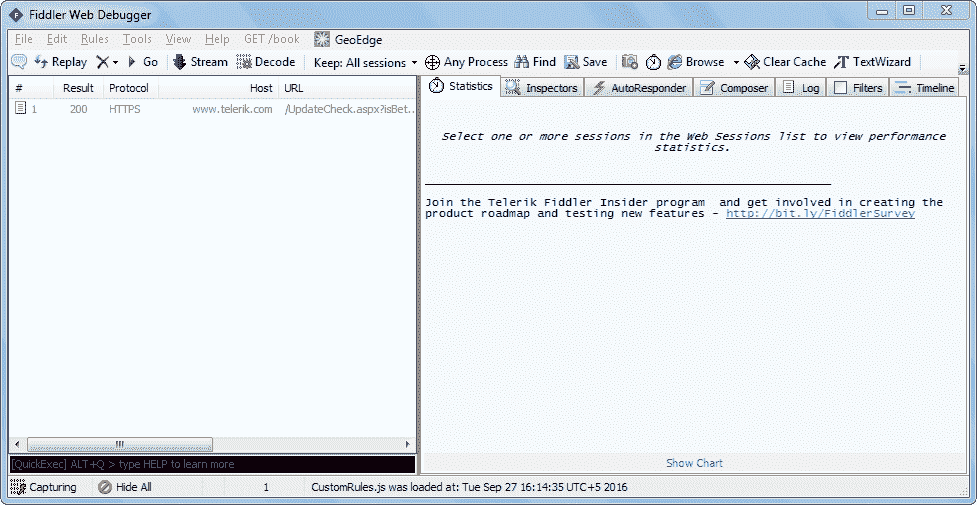 Fiddler Web Debugger
File Edit Rules Tools View Help GET /book GeoEdge
Replay Go Stream Decode Keep: All sessions Any Process Find Save Browse Clear Cache TextWizard
# Result Protocol Host URL
1 200 HTTPS www.telerik.com /UpdateCheck.aspx?isBet...
Statistics Inspectors AutoResponder Composer Log Filters Timeline
Select one or more sessions in the Web Sessions list to view performance
statistics.
Join the Telerik Fiddler Insider program and get involved in creating the
product roadmap and testing new features - http://bit.ly/FiddlerSurvey
Show Chart
[QuickExec] ALT+Q > type HELP to learn more
Capturing Hide All 1 CustomRules.js was loaded at: Tue Sep 27 16:14:35 UTC+5 2016